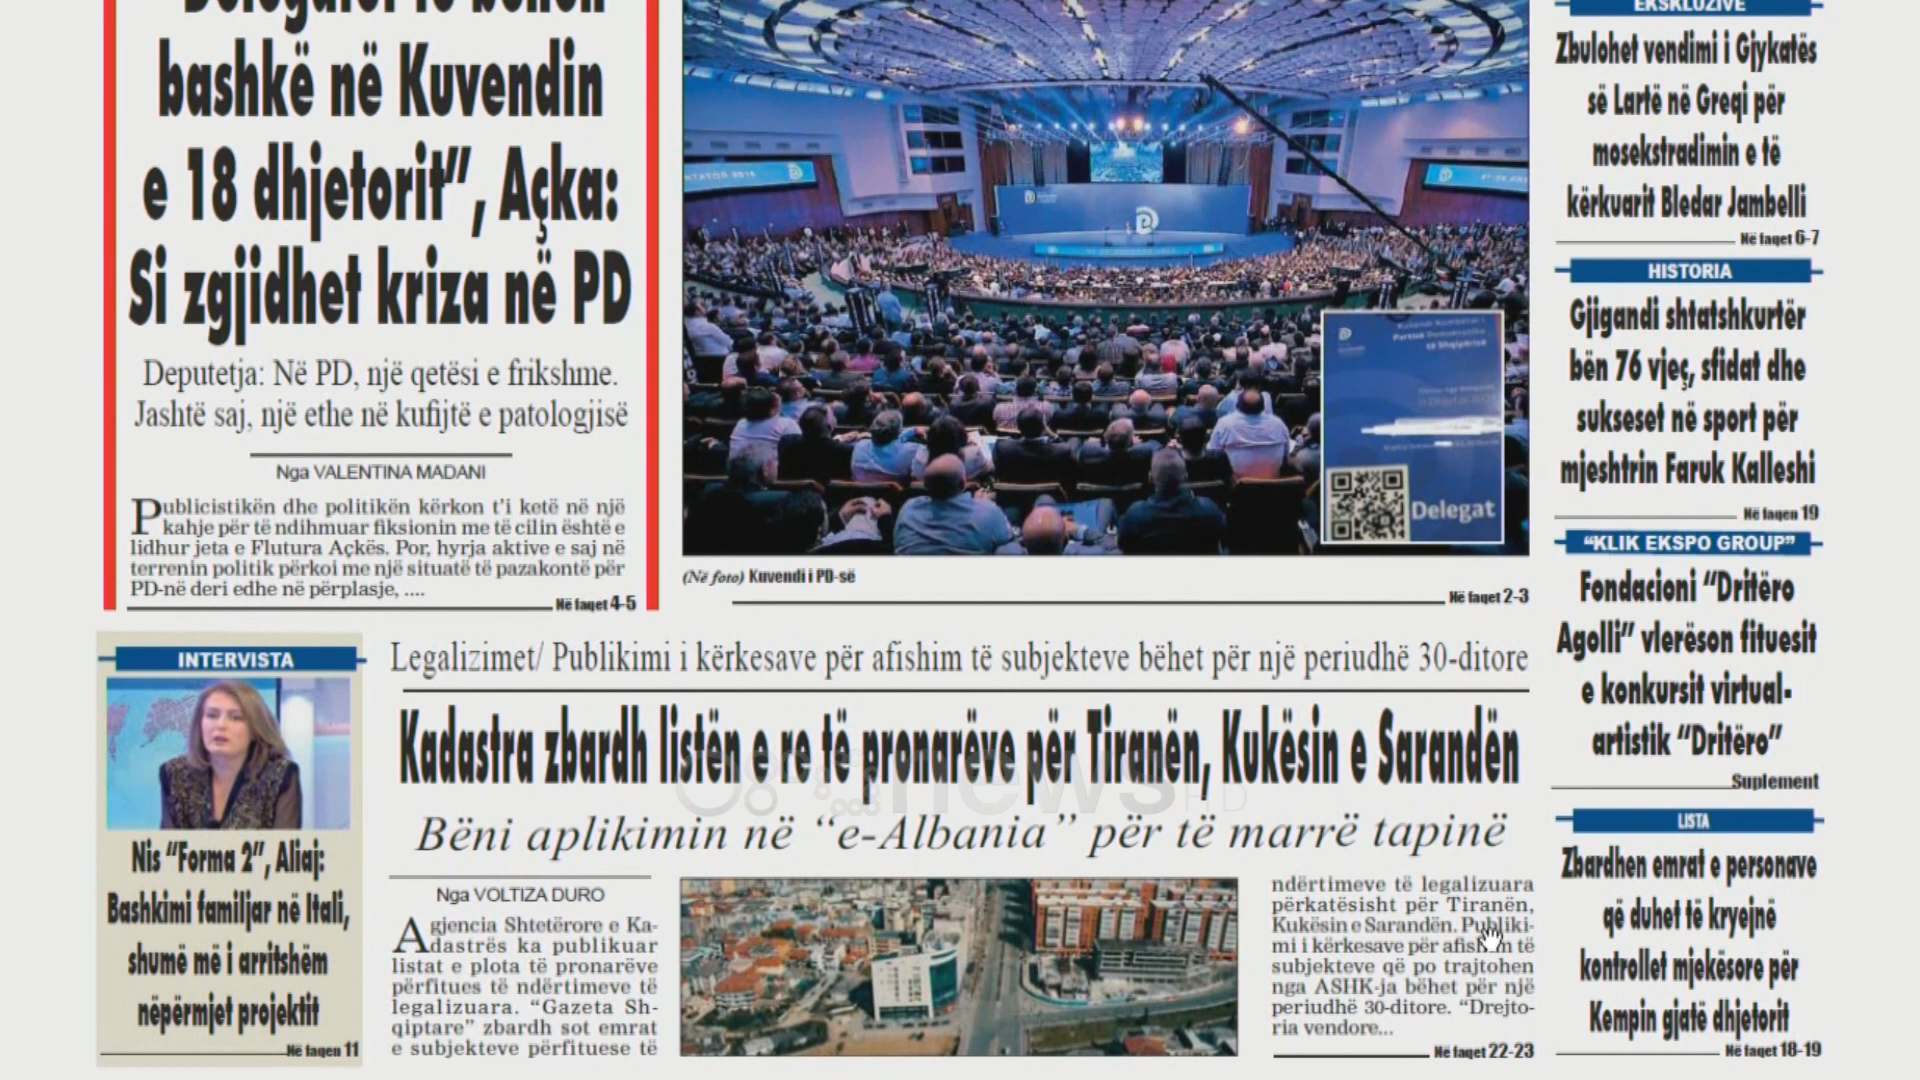 bashkë në Kuvendin
e 18 dhjetorit”, Açka:
Si zgjidhet kriza në PD
Deputetja: Në PD, një qetësi e frikshme.
Jashtë saj, një ethe në kufijtë e patologjisë
Nga VALENTINA MADANI
Publicistikën dhe politikën kërkon t’i ketë në një
kahje për të ndihmuar fiksionin me të cilin është e
lidhur jeta e Flutura Açkës. Por, hyrja aktive e saj në
terrenin politik përkoi me një situatë të pazakontë për
PD-në deri edhe në përplasje, ....
Në faqet 4-5
Delegat
(Në foto) Kuvendi i PD-së
Në faqet 2-3
EKSKLUZIVE
Zbulohet vendimi i Gjykatës
së Lartë në Greqi për
mosekstradimin e të
kërkuarit Bledar Jambelli
Në faqet 6-7
HISTORIA
Gjigandi shtatshkurtër
bën 76 vjeç, sfidat dhe
sukseset në sport për
mjeshtrin Faruk Kalleshi
Në faqen 19
“KLIK EKSPO GROUP”
Fondacioni “Dritëro
Agolli” vlerëson fituesit
e konkursit virtual-
artistik “Dritëro”
Suplement
LISTA
Zbardhen emrat e personave
që duhet të kryejnë
kontrollet mjekësore për
Kempin gjatë dhjetorit
Në faqet 18-19
INTERVISTA
Nis “Forma 2”, Aliaj:
Bashkimi familjar në Itali,
shumë më i arritshëm
nëpërmjet projektit
Në faqen 11
Legalizimet/ Publikimi i kërkesave për afishim të subjekteve bëhet për një periudhë 30-ditore
Kadastra zbardh listën e re të pronarëve për Tiranën, Kukësin e Sarandën
news HD
Bëni aplikimin në “e-Albania” për të marrë tapinë
Nga VOLTIZA DURO
Agjencia Shtetërore e Ka-
dastrës ka publikuar
listat e plota të pronarëve
përfitues të ndërtimeve të
legalizuara. “Gazeta Sh-
qiptare” zbardh sot emrat
e subjekteve përfituese të
ndërtimeve të legalizuara
përkatësisht për Tiranën,
Kukësin e Sarandën. Publiki-
mi i kërkesave për afishim të
subjekteve që po trajtohen
nga ASHK-ja bëhet për një
periudhë 30-ditore. “Drejto-
ria vendore...
Në faqet 22-23